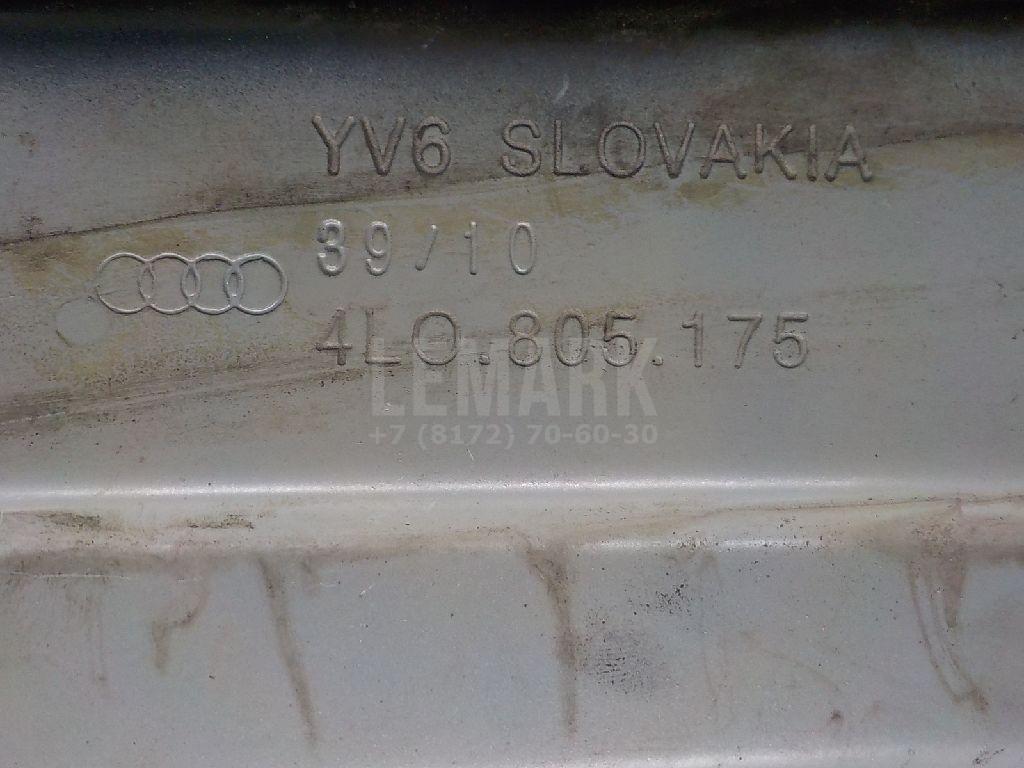 YV6 SLOVAKIA
39/10
4L0.805.175
LEMARK
+7 (8172) 70-60-30